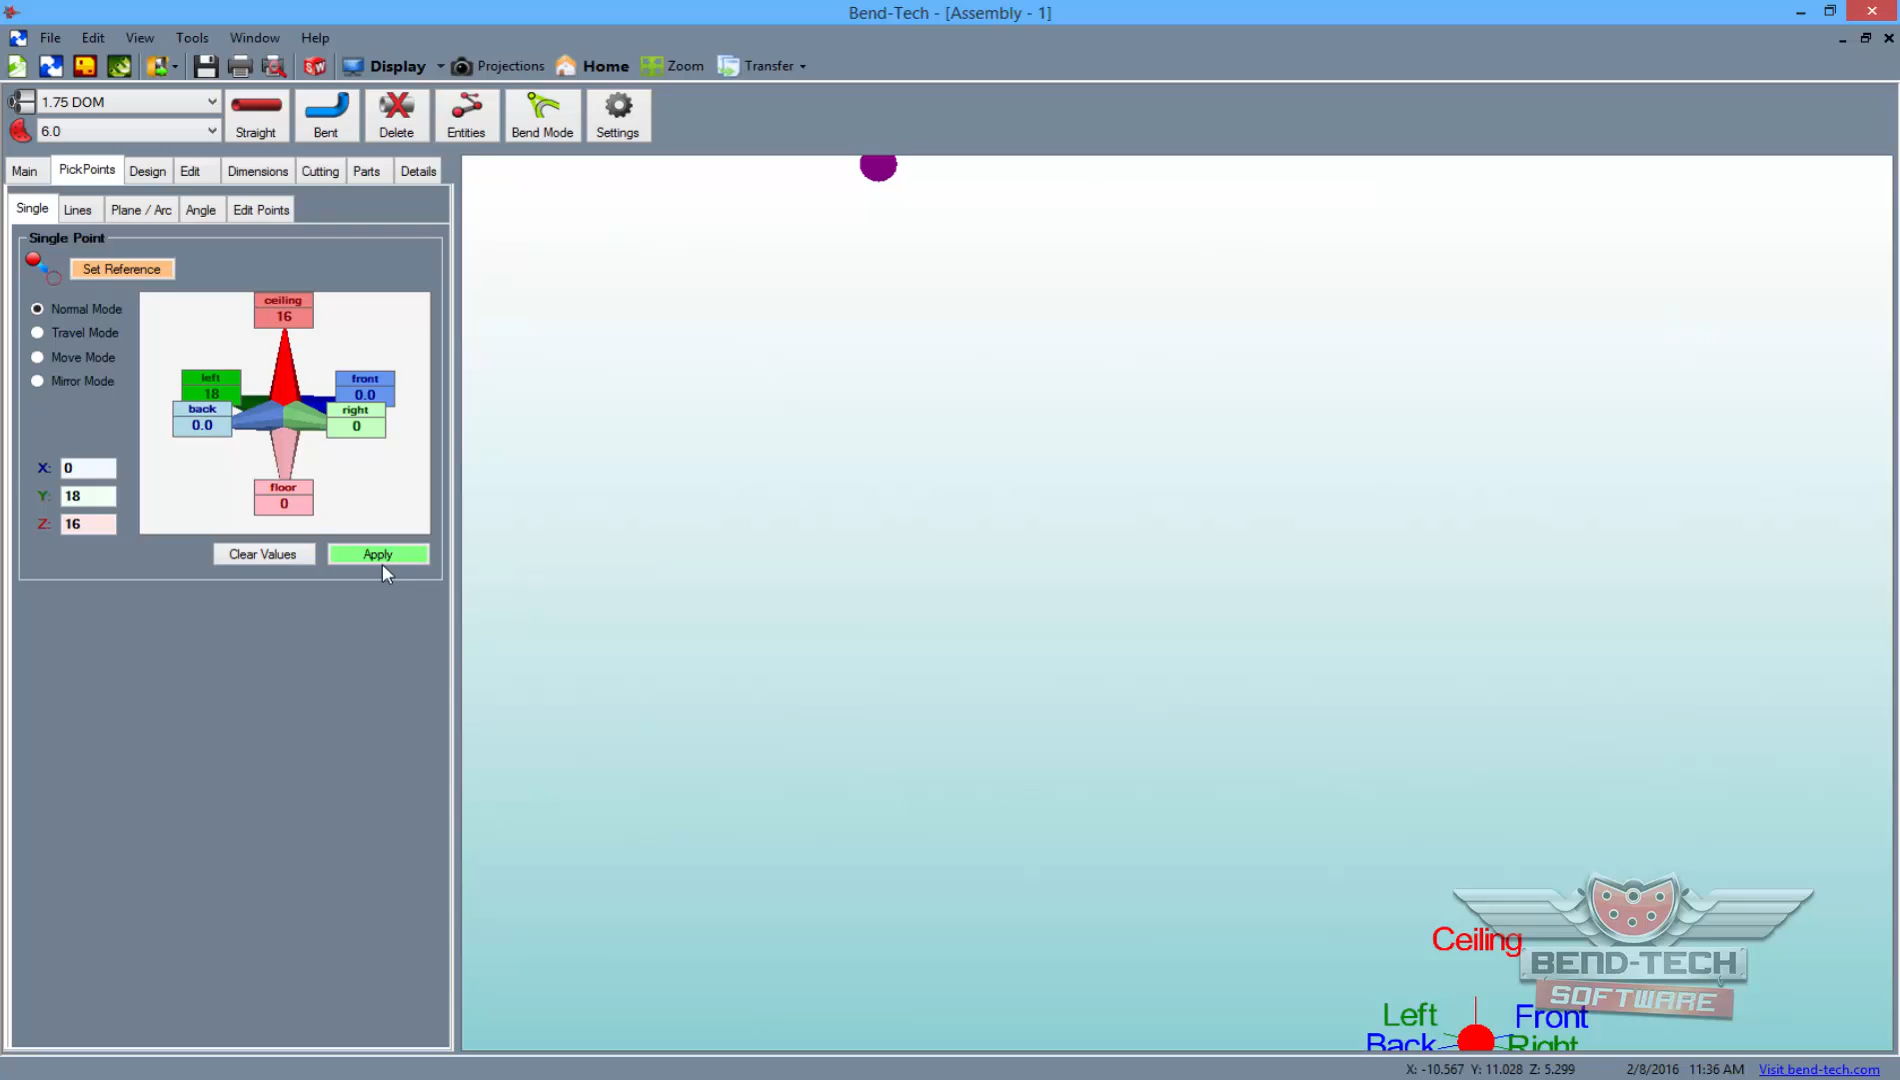 Bend-Tech - [Assembly - 1]
File Edit View Tools Window Help
Display Projections Home Zoom Transfer
1.75 DOM
6.0
Straight Bent Delete Entities Bend Mode Settings
Main PickPoints Design Edit Dimensions Cutting Parts Details
Single Lines Plane / Arc Angle Edit Points
Single Point
Set Reference
Normal Mode
Travel Mode
Move Mode
Mirror Mode
ceiling
16
left
18
front
0.0
back
0.0
right
0
floor
0
X: 0
Y: 18
Z: 16
Clear Values Apply
Ceiling
BEND-TECH
SOFTWARE
Left Front
Back Right
X: -10.567 Y: 11.028 Z: 5.299 2/8/2016 11:36 AM Visit bend-tech.com